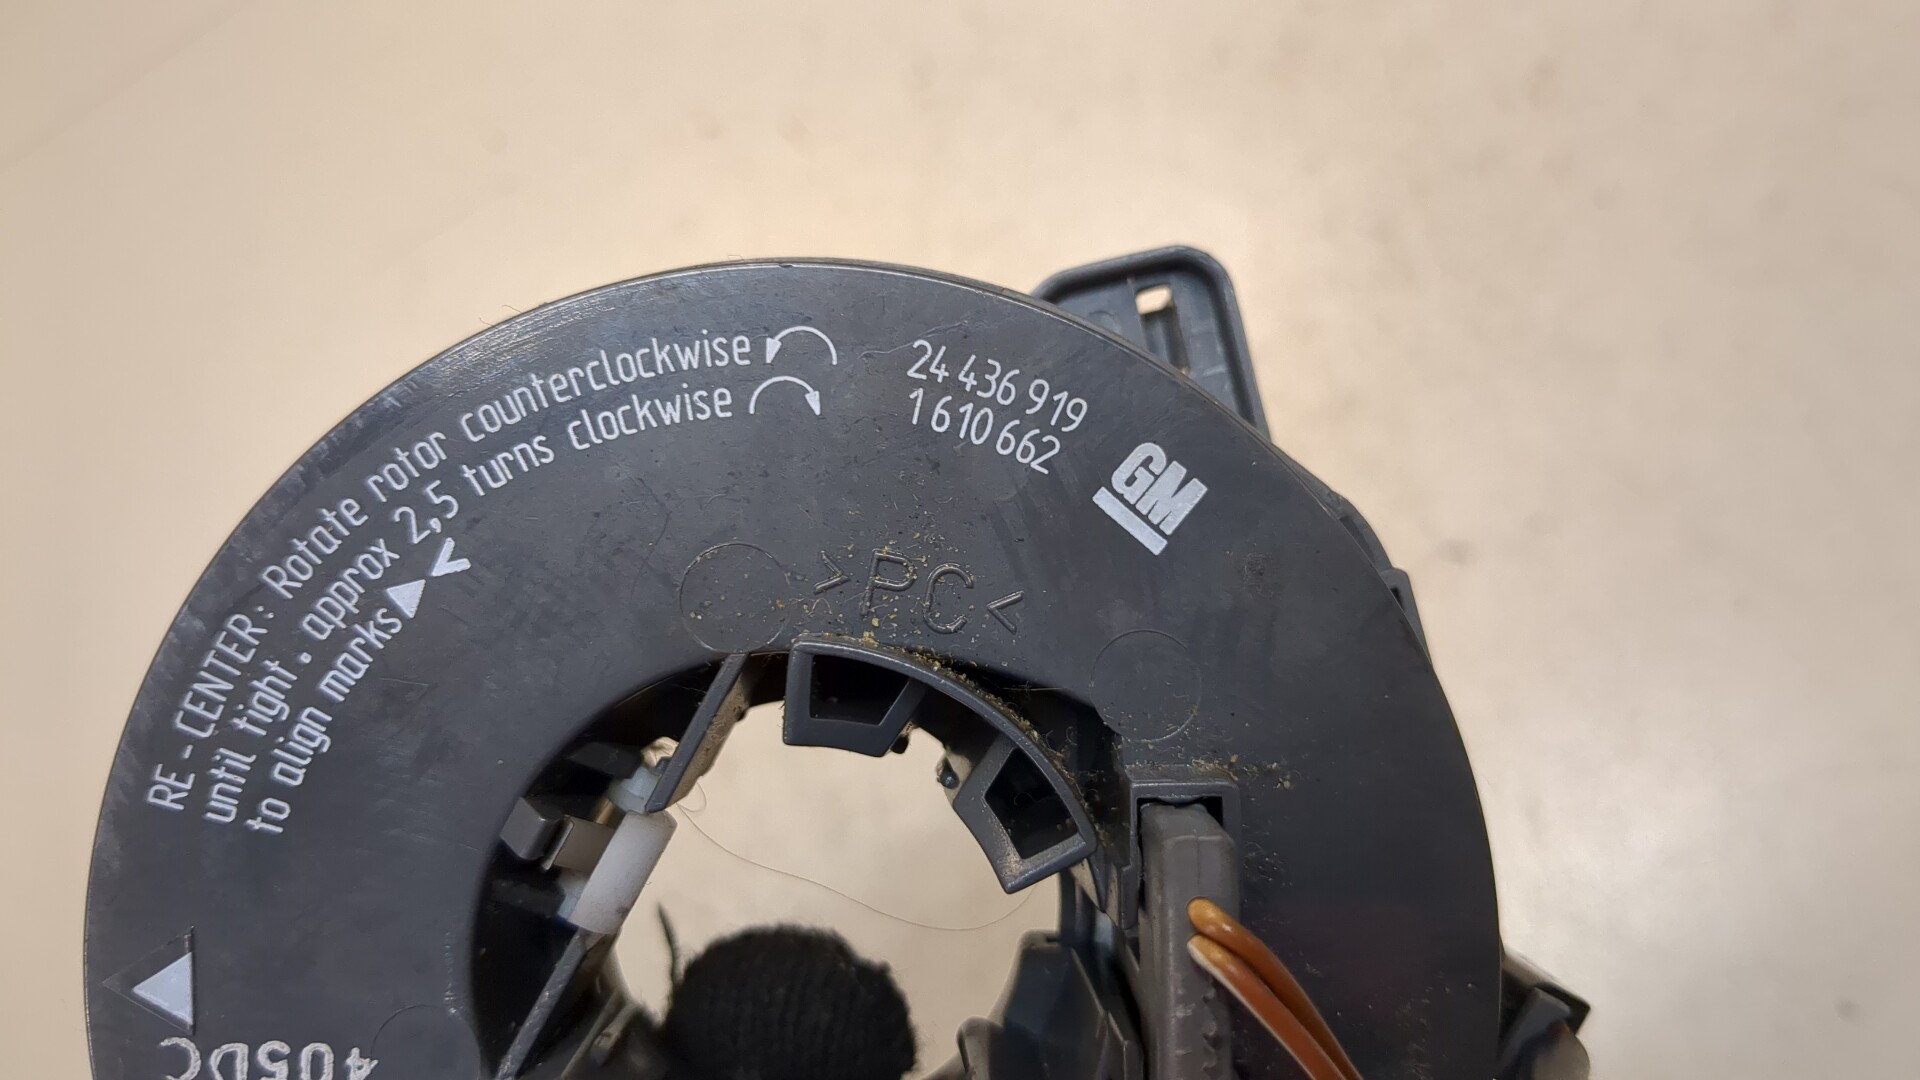 RE-CENTER: Rotate rotor counterclockwise
until tight. approx 2,5 turns clockwise
to align marks
24 436 919
1 610 662
GM
>PC<